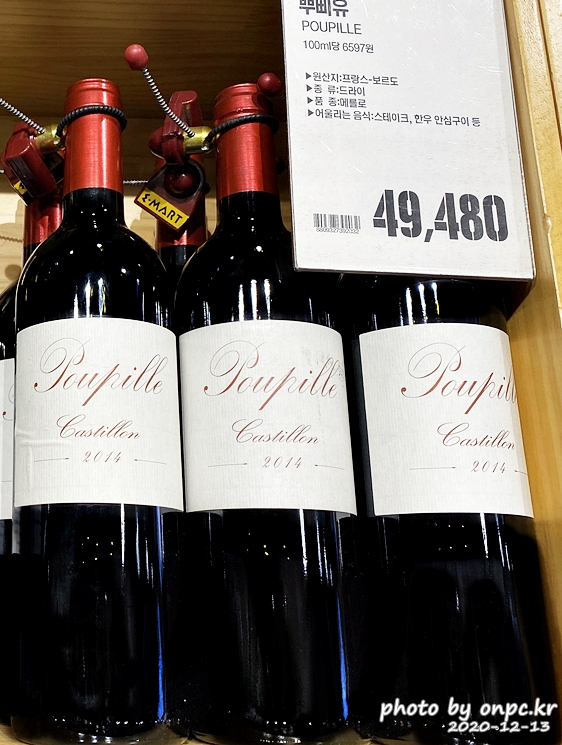 뿌삐유
POUPILLE
100ml당 6597원
▶원산지:프랑스-보르도
▶종 류:드라이
▶품 종:메를로
▶어울리는 음식:스테이크, 한우 안심구이 등
49,480
E-MART
Poupille
Castillon
2014
Poupille
Castillon
2014
Poupill
Castillon
2014
photo by onpc.kr
2020-12-13